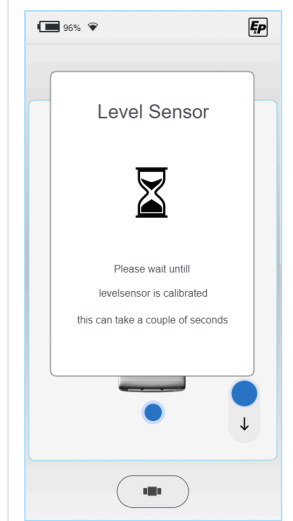 96%
EP
Level Sensor
Please wait untill
levelsensor is calibrated
this can take a couple of seconds